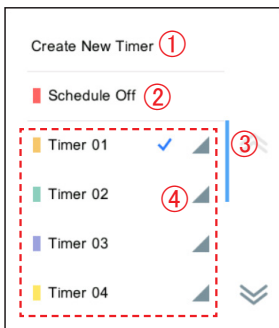 Create New Timer ①
Schedule Off ②
Timer 01 ③
Timer 02 ④
Timer 03
Timer 04